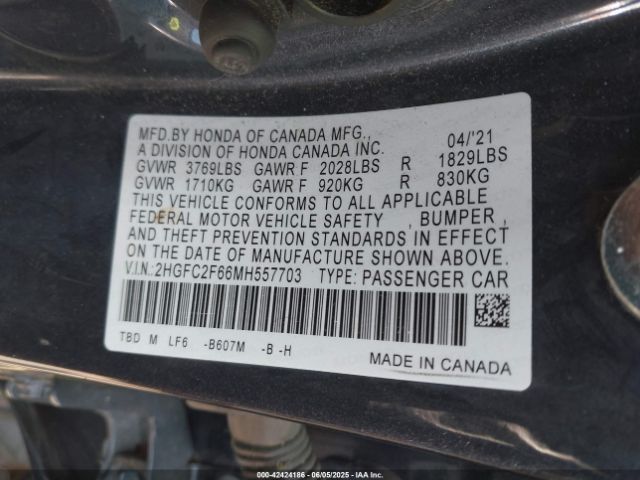 MFD.BY HONDA OF CANADA MFG., 04/'21
A DIVISION OF HONDA CANADA INC.
GVWR 3769LBS GAWR F 2028LBS R 1829LBS
GVWR 1710KG GAWR F 920KG R 830KG
THIS VEHICLE CONFORMS TO ALL APPLICABLE
FEDERAL MOTOR VEHICLE SAFETY , BUMPER ,
AND THEFT PREVENTION STANDARDS IN EFFECT
ON THE DATE OF MANUFACTURE SHOWN ABOVE.
V.I.N.:2HGFC2F66MH557703 TYPE: PASSENGER CAR
TBD M LF6 -B607M -B -H
MADE IN CANADA
000-42424186 - 06/05/2025 - IAA Inc.